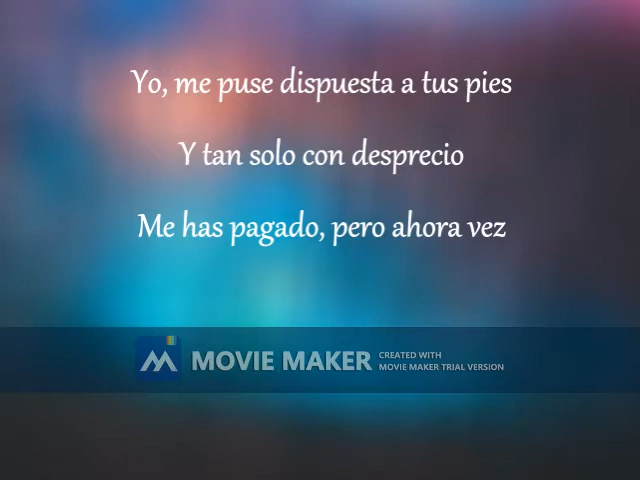 Yo, me puse dispuesta a tus pies
Y tan solo con desprecio
Me has pagado, pero ahora vez
MOVIE MAKER
CREATED WITH
MOVIE MAKER TRIAL VERSION